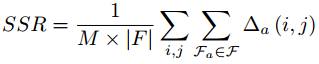 SSR = \frac{1}{M \times |F|} \sum_{i,j} \sum_{\mathcal{F}_a \in \mathcal{F}} \Delta_a (i, j)